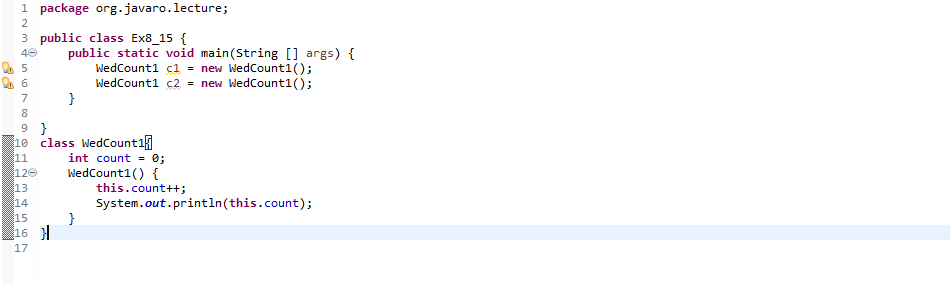 1 package org.javaro.lecture;
2
3 public class Ex8_15 {
4 public static void main(String [] args) {
5 WedCount1 c1 = new WedCount1();
6 WedCount1 c2 = new WedCount1();
7 }
8
9 }
10 class WedCount1{
11 int count = 0;
12 WedCount1() {
13 this.count++;
14 System.out.println(this.count);
15 }
16 }
17